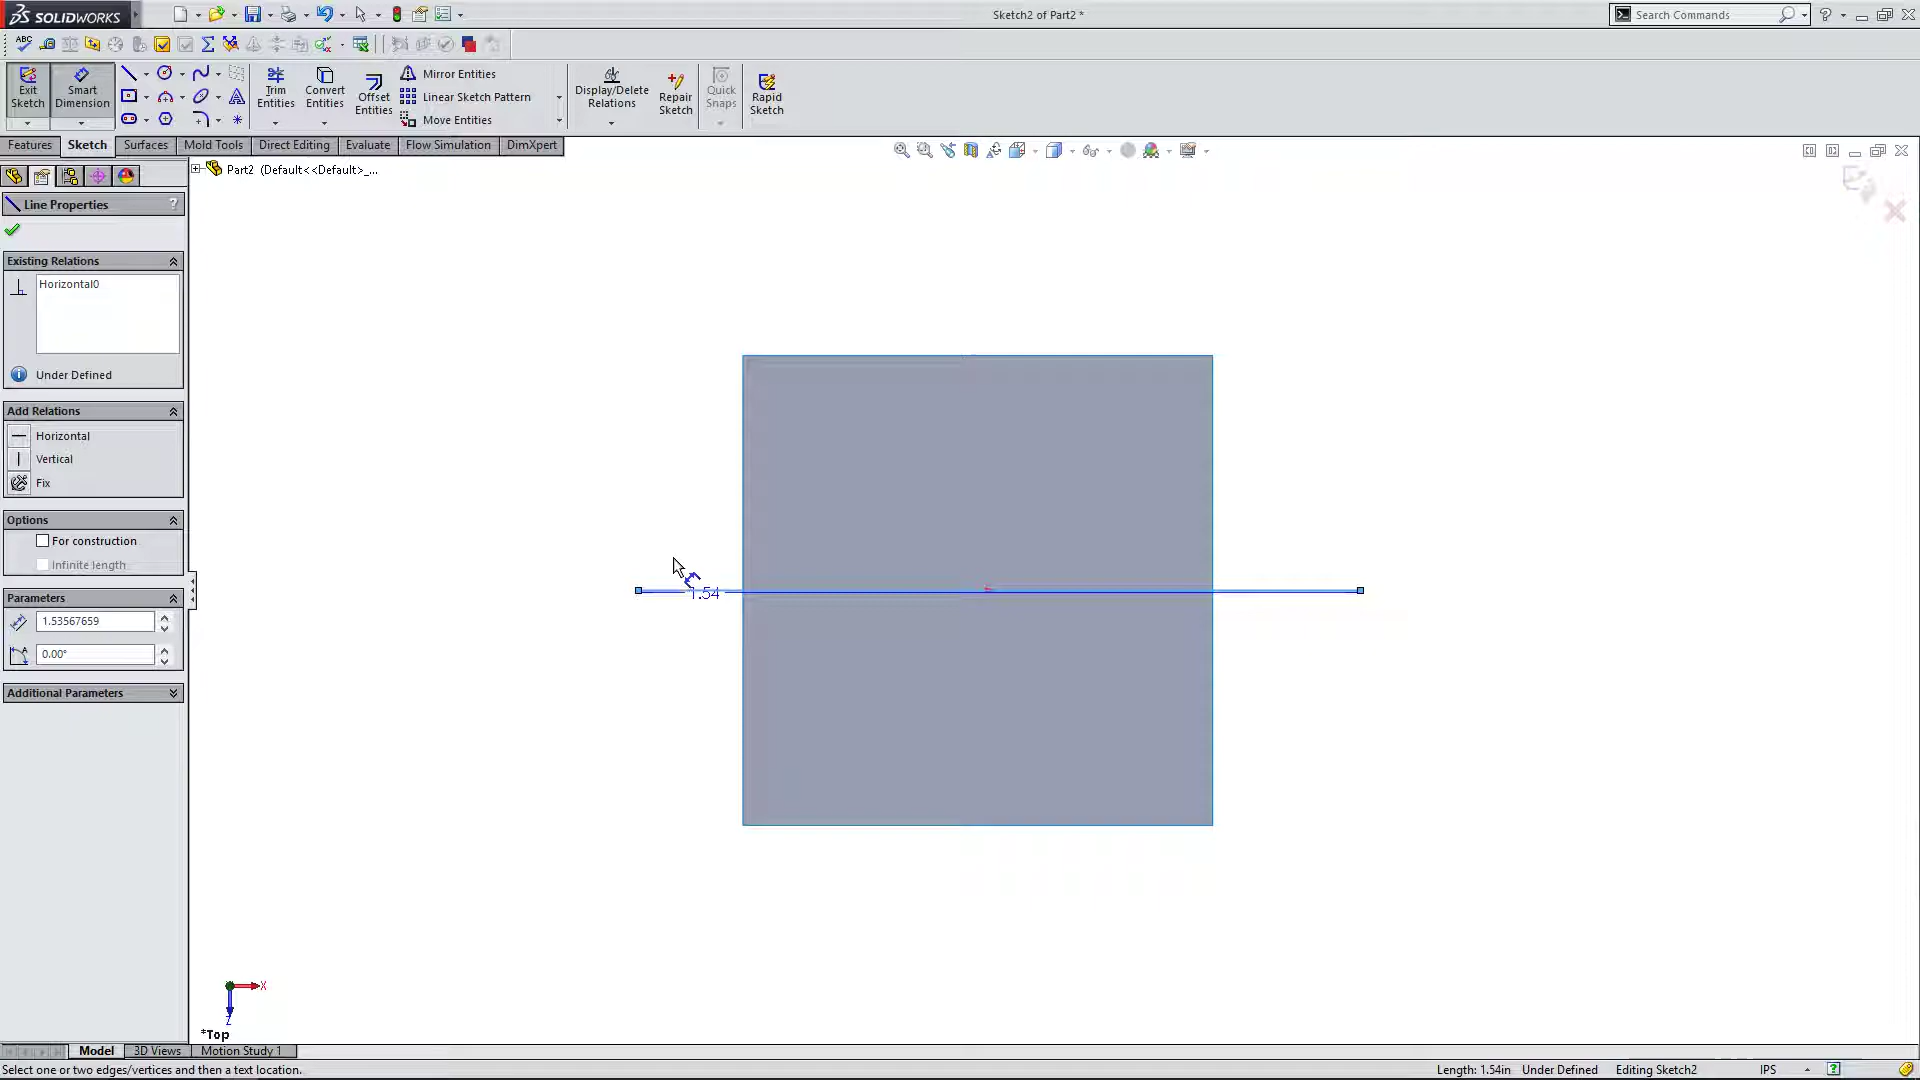 SOLIDWORKS
Sketch2 of Part2 *
Search Commands
ABC
Exit Sketch
Smart Dimension
Trim Entities
Convert Entities
Offset Entities
Mirror Entities
Linear Sketch Pattern
Move Entities
Display/Delete Relations
Repair Sketch
Quick Snaps
Rapid Sketch
Features Sketch Surfaces Mold Tools Direct Editing Evaluate Flow Simulation DimXpert
Part2 (Default<<Default>_...
Line Properties ?
Existing Relations
Horizontal0
Under Defined
Add Relations
Horizontal
Vertical
Fix
Options
For construction
Infinite length
Parameters
1.53567659
0.00°
Additional Parameters
1.54
X
Z
*Top
Model 3D Views Motion Study 1
Select one or two edges/vertices and then a text location.
Length: 1.54in Under Defined Editing Sketch2 IPS ?